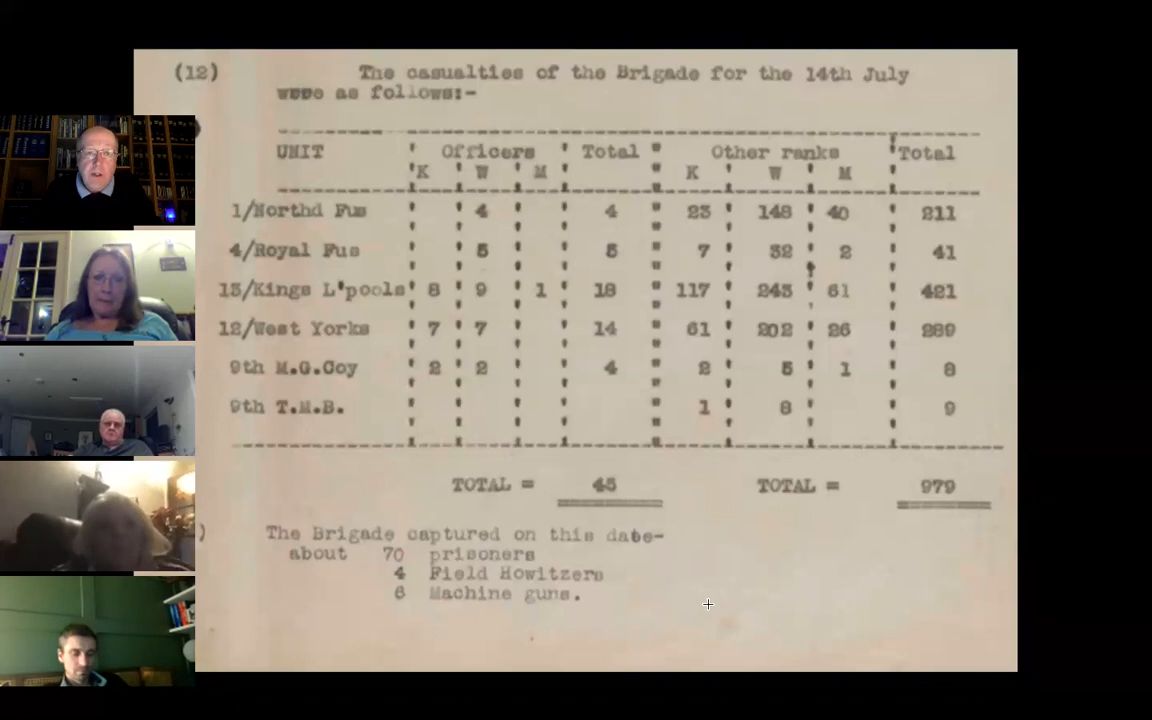 (12) The casualties of the Brigade for the 14th July
were as follows:-
UNIT Officers Total Other ranks Total
K W M K W M
1/Northd Fus 4 4 23 148 40 211
4/Royal Fus 5 5 7 32 2 41
13/Kings L'pools 8 9 1 18 117 243 61 421
12/West Yorks 7 7 14 61 202 26 289
9th M.G.Coy 2 2 4 2 5 1 8
9th T.M.B. 1 8 9
TOTAL = 45 TOTAL = 979
) The Brigade captured on this date-
about 70 prisoners
4 Field Howitzers
6 Machine guns.